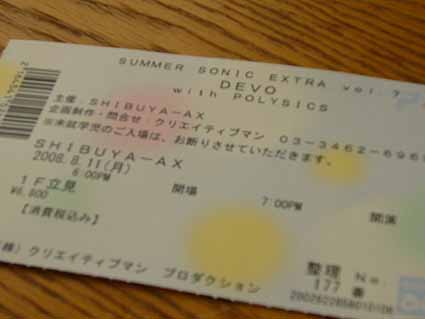 SUMMER SONIC EXTRA vol. 7
DEVO
with POLYSICS
主催 SHIBUYA-AX
企画制作・問合せ：クリエイティブマン 03-3462-6969
※未就学児のご入場は、お断りさせていただきます。
SHIBUYA-AX
2008. 8.11(月)
6:00PM 開場 7:00PM 開演
1F立見
¥6,800
【消費税込み】
整理 No.
177 番
(株) クリエイティブマン プロダクション